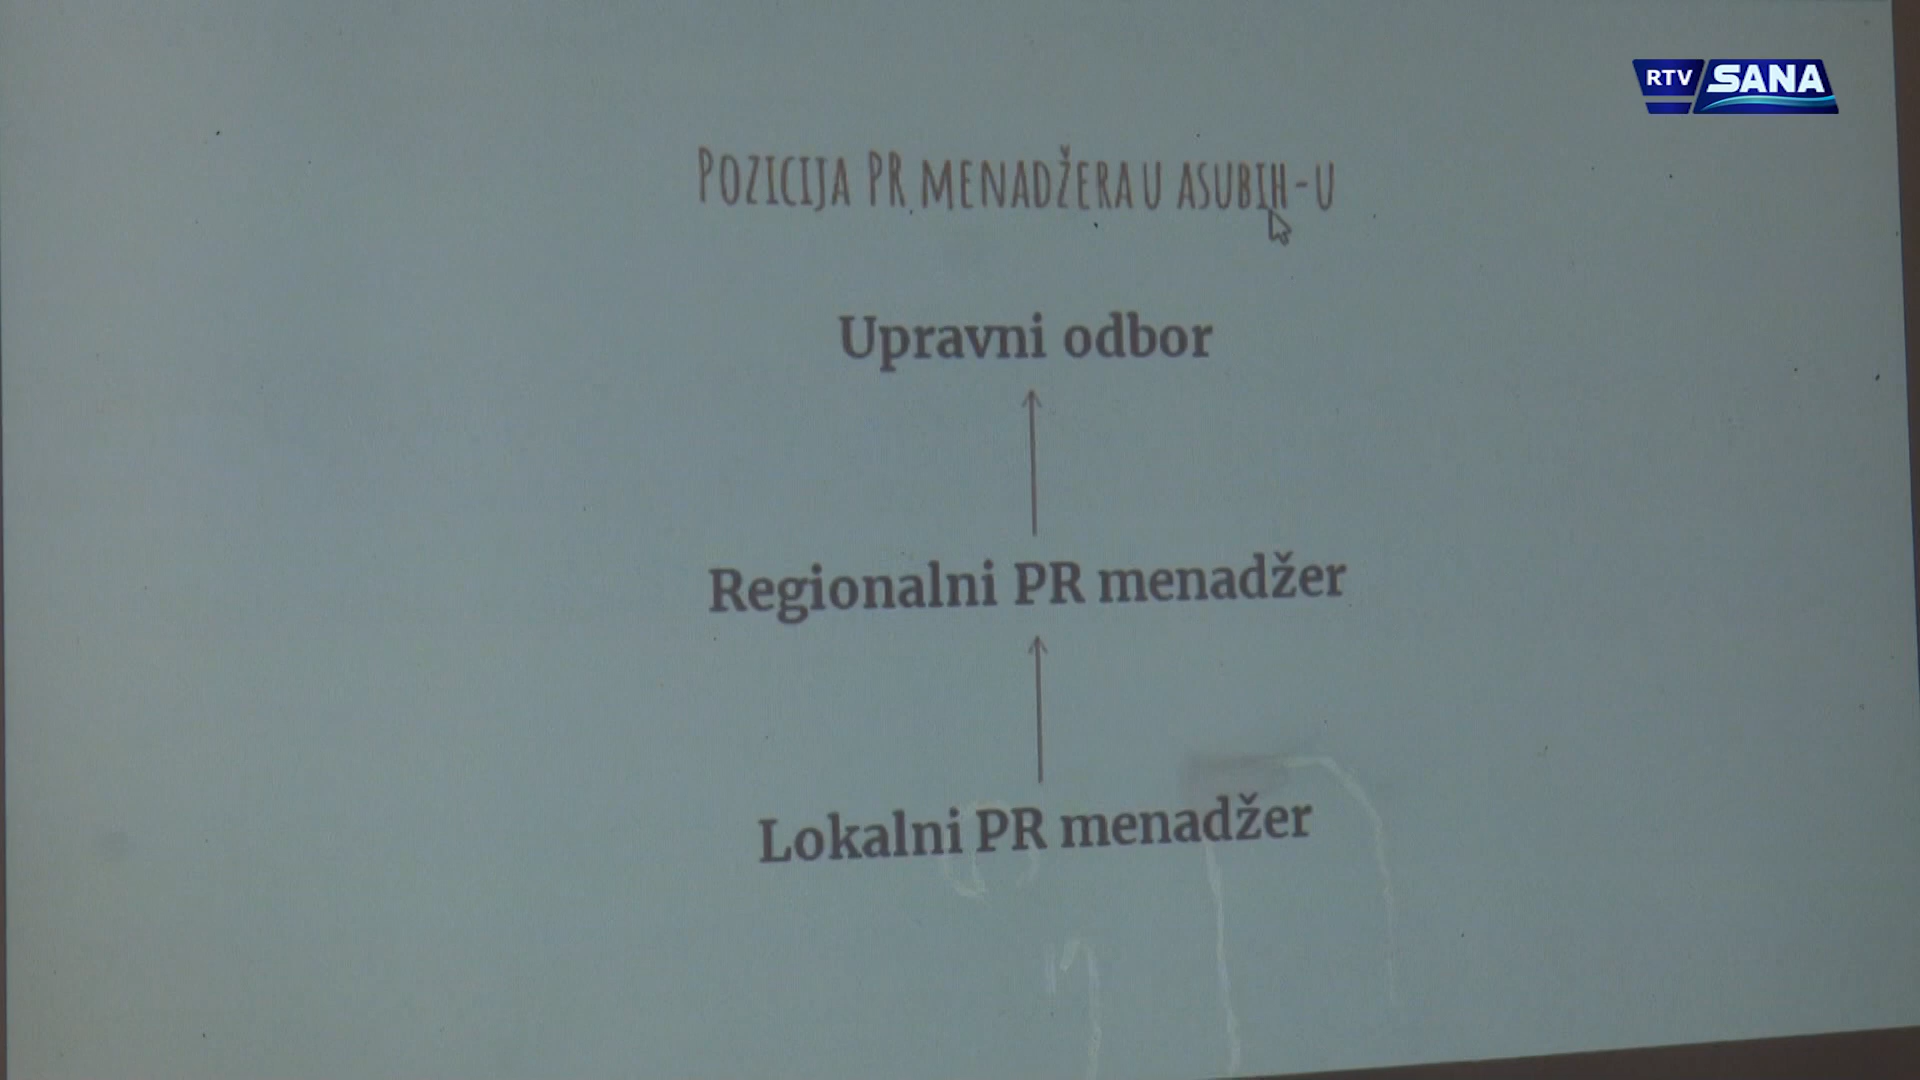 RTV SANA
POZICIJA PR MENADŽERA U ASUBIH-U
Upravni odbor
Regionalni PR menadžer
Lokalni PR menadžer